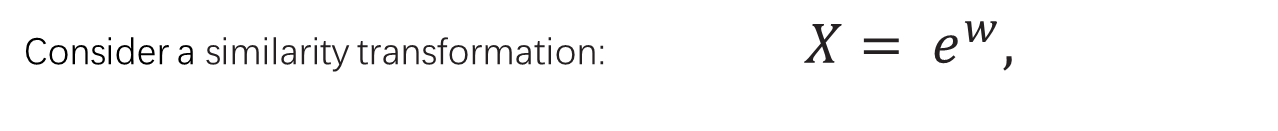 Consider a similarity transformation: X = e^w,